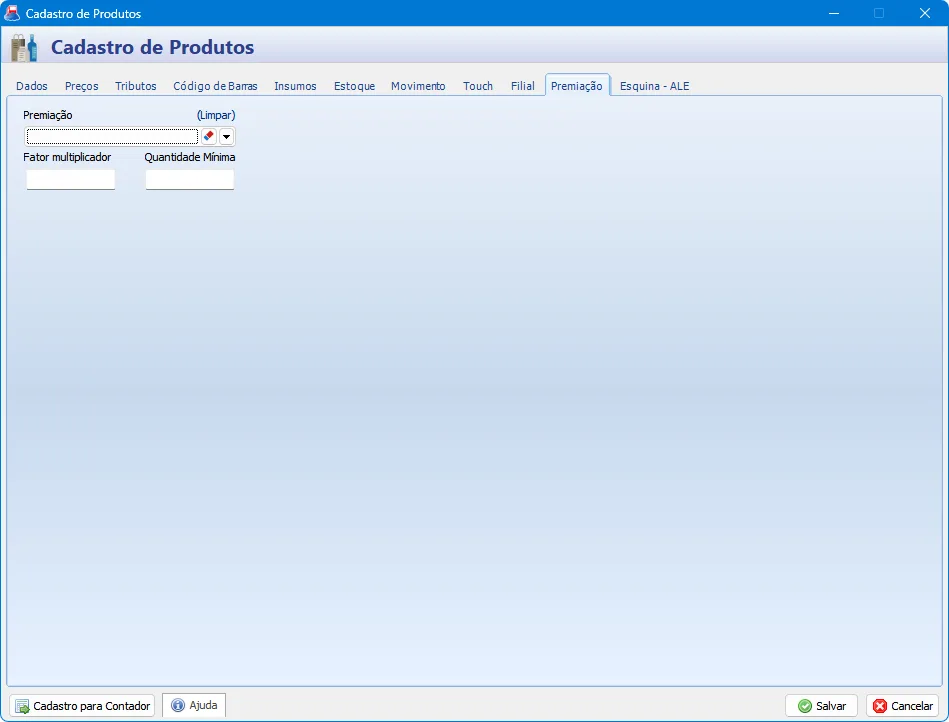 Cadastro de Produtos
Cadastro de Produtos
Dados Preços Tributos Código de Barras Insumos Estoque Movimento Touch Filial Premiação Esquina - ALE
Premiação (Limpar)
Fator multiplicador Quantidade Mínima
Cadastro para Contador Ajuda Salvar Cancelar